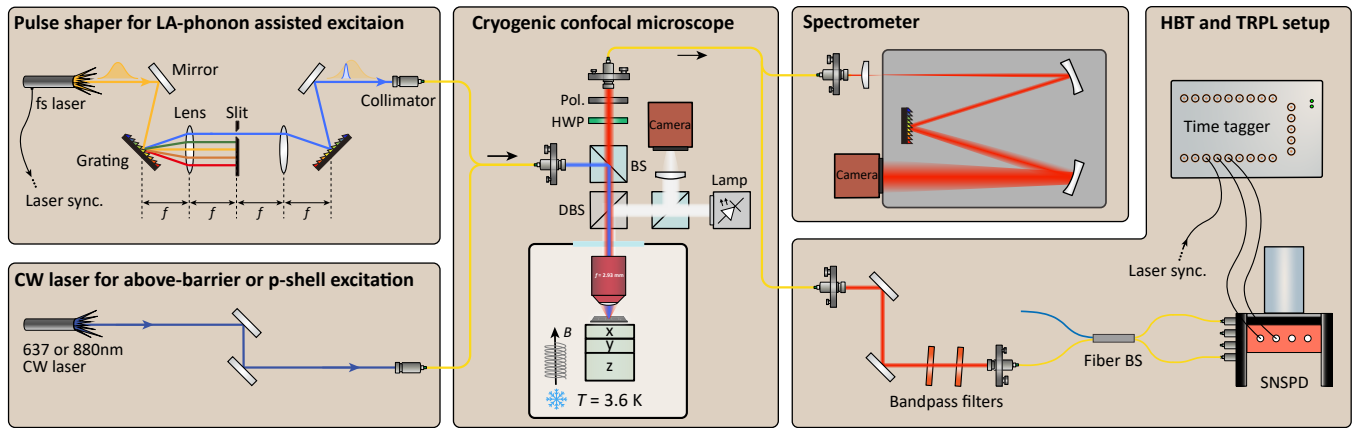 Pulse shaper for LA-phonon assisted excitaion
Mirror
fs laser
Lens
Slit
Collimator
Grating
Laser sync.
f
f
f
f
CW laser for above-barrier or p-shell excitation
637 or 880nm
CW laser
Cryogenic confocal microscope
Pol.
HWP
Camera
BS
Lamp
DBS
f = 2.93 mm
B
x
y
z
T = 3.6 K
Spectrometer
Camera
HBT and TRPL setup
Time tagger
Laser sync.
Fiber BS
SNSPD
Bandpass filters